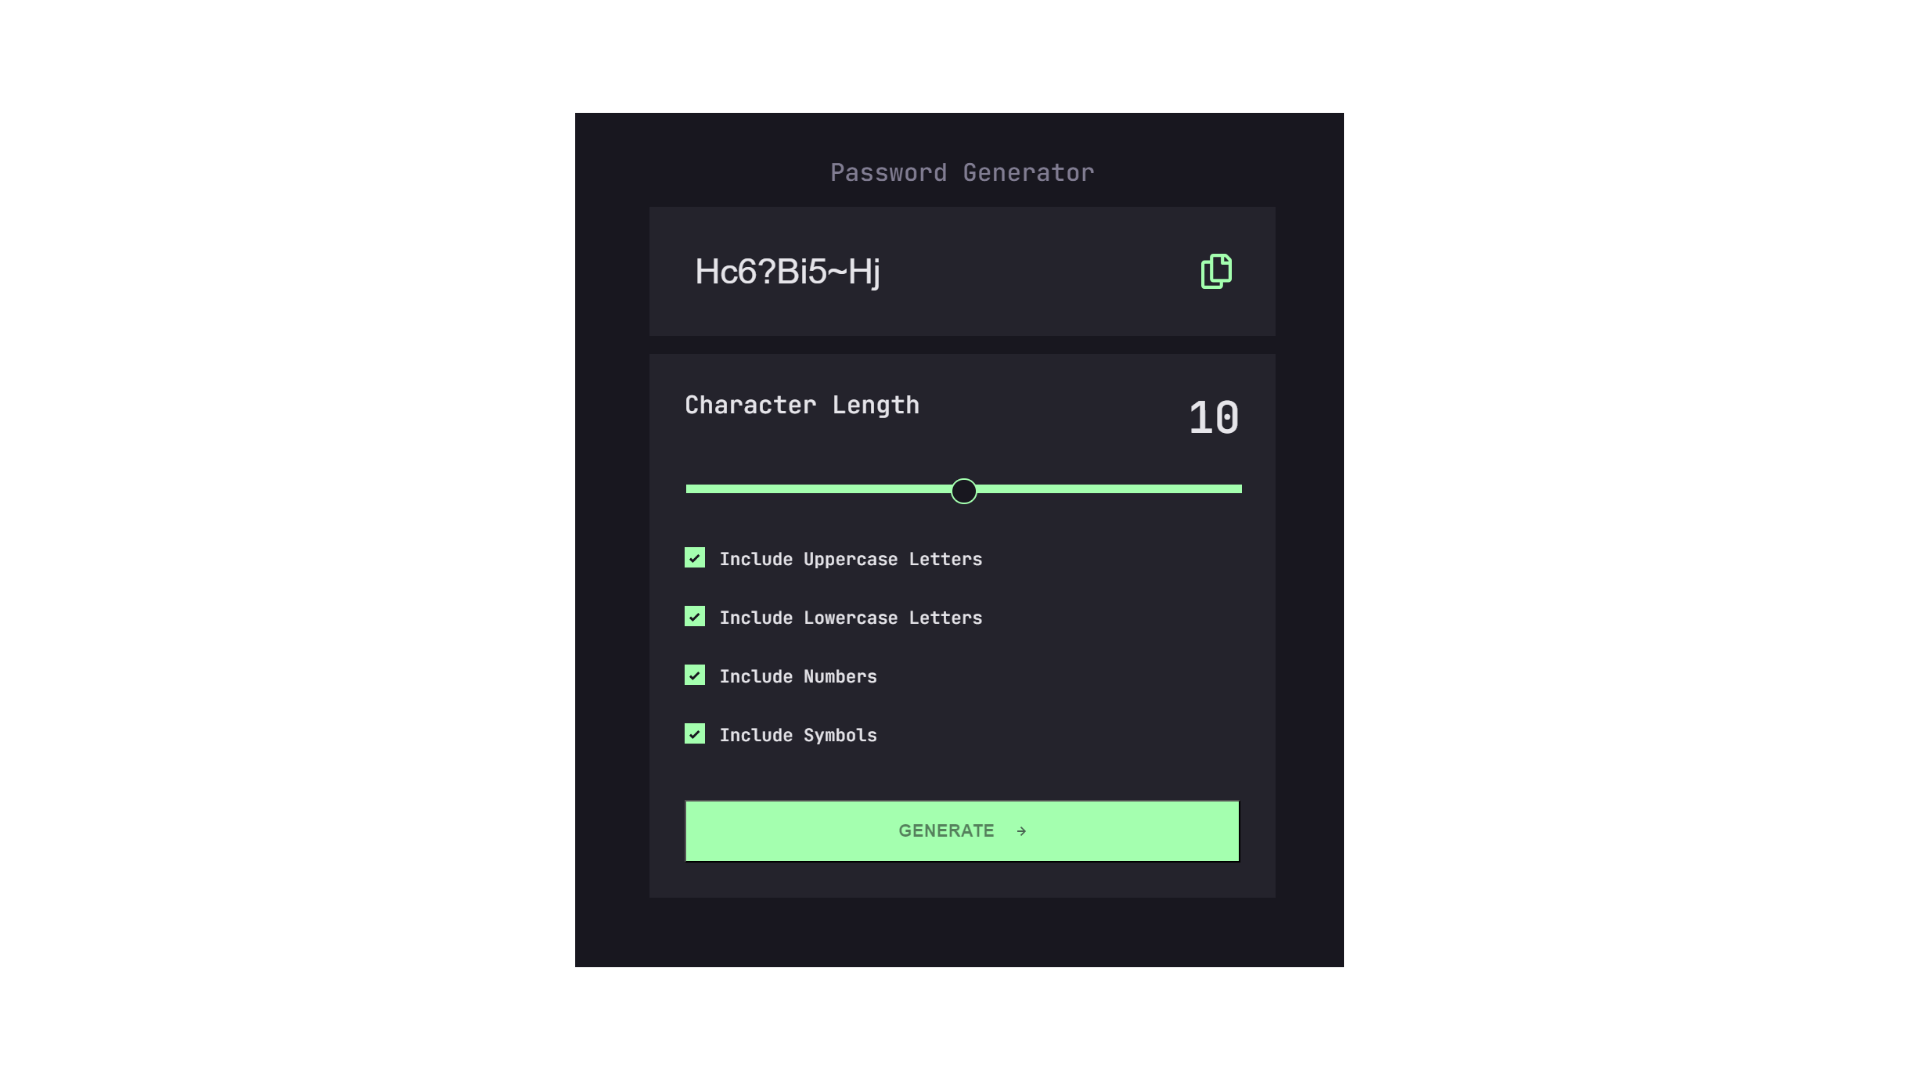 Password Generator
Hc6?Bi5~Hj
Character Length
10
Include Uppercase Letters
Include Lowercase Letters
Include Numbers
Include Symbols
GENERATE →